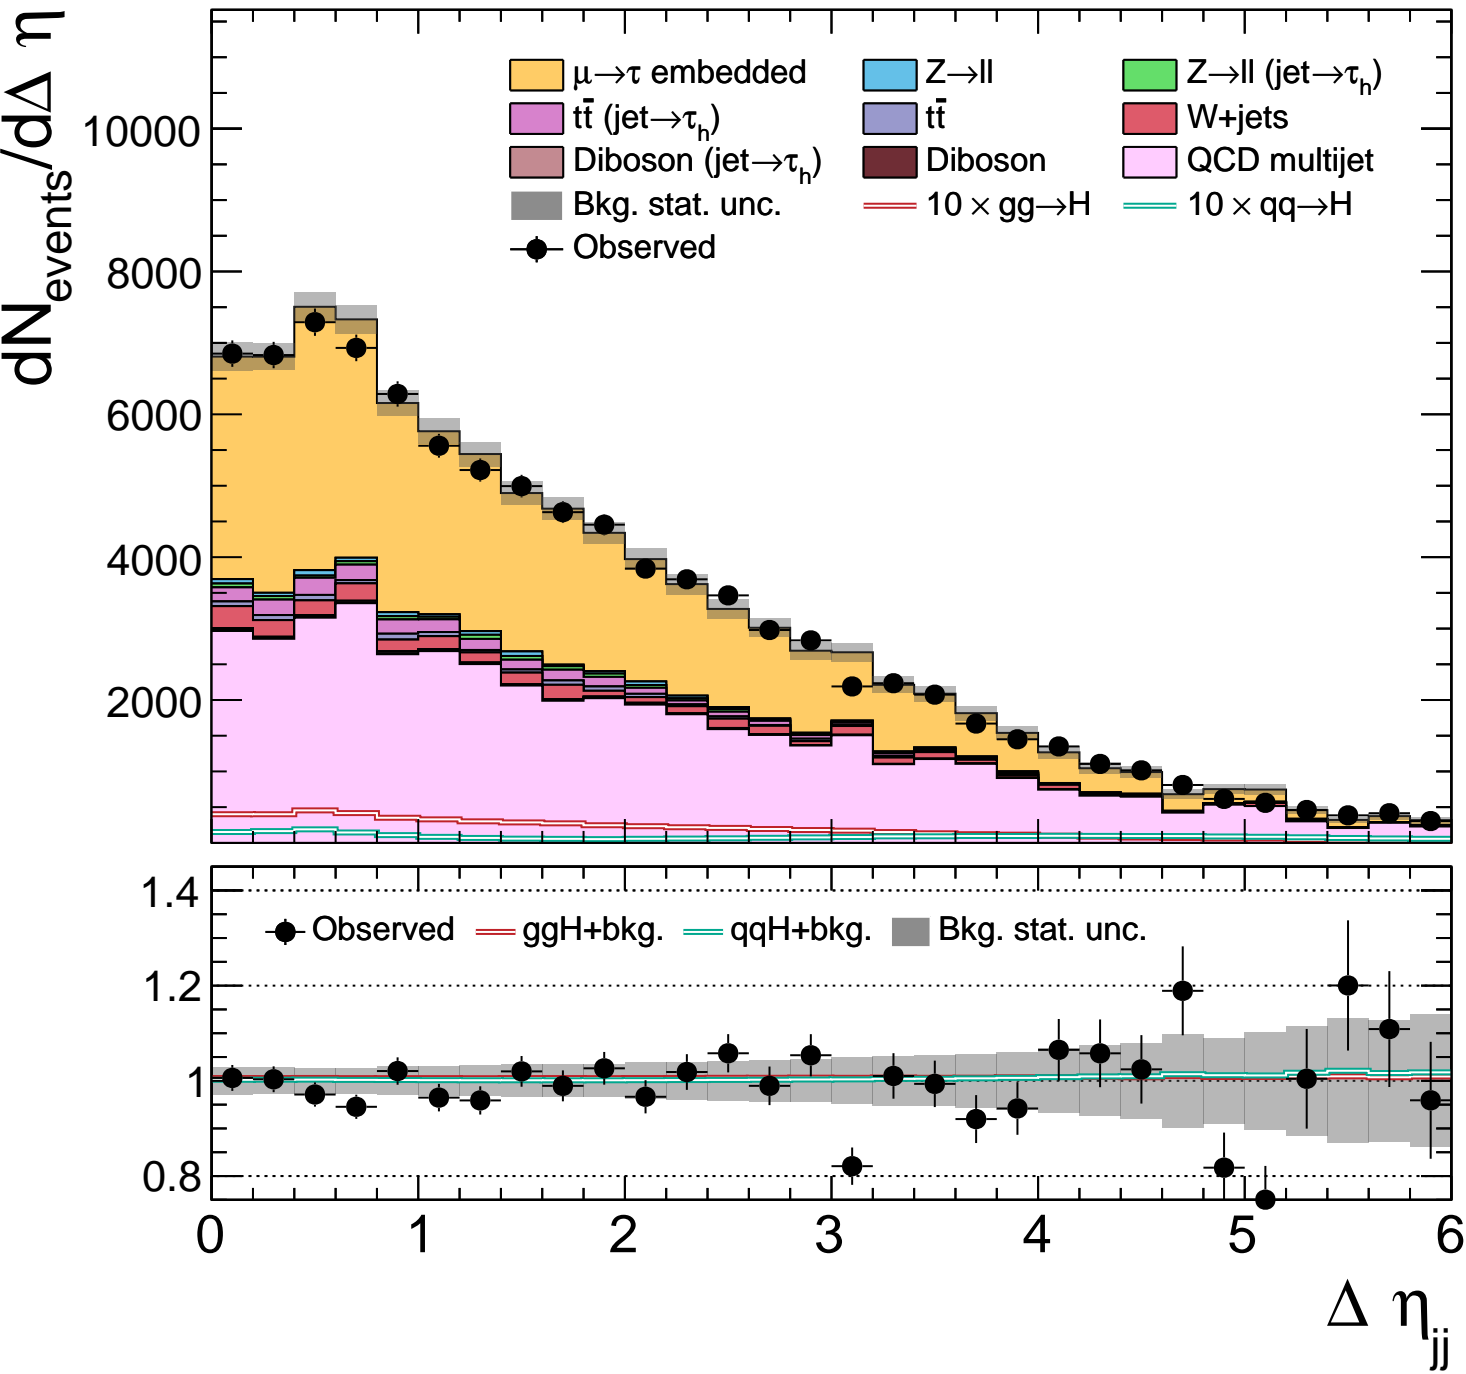 dN_events/dΔ η
μ→τ embedded Z→ll Z→ll (jet→τ_h)
tt̄ (jet→τ_h) tt̄ W+jets
Diboson (jet→τ_h) Diboson QCD multijet
Bkg. stat. unc. 10 × gg→H 10 × qq→H
Observed
10000
8000
6000
4000
2000
1.4
Observed ggH+bkg. qqH+bkg. Bkg. stat. unc.
1.2
1
0.8
0 1 2 3 4 5 6
Δ η_jj